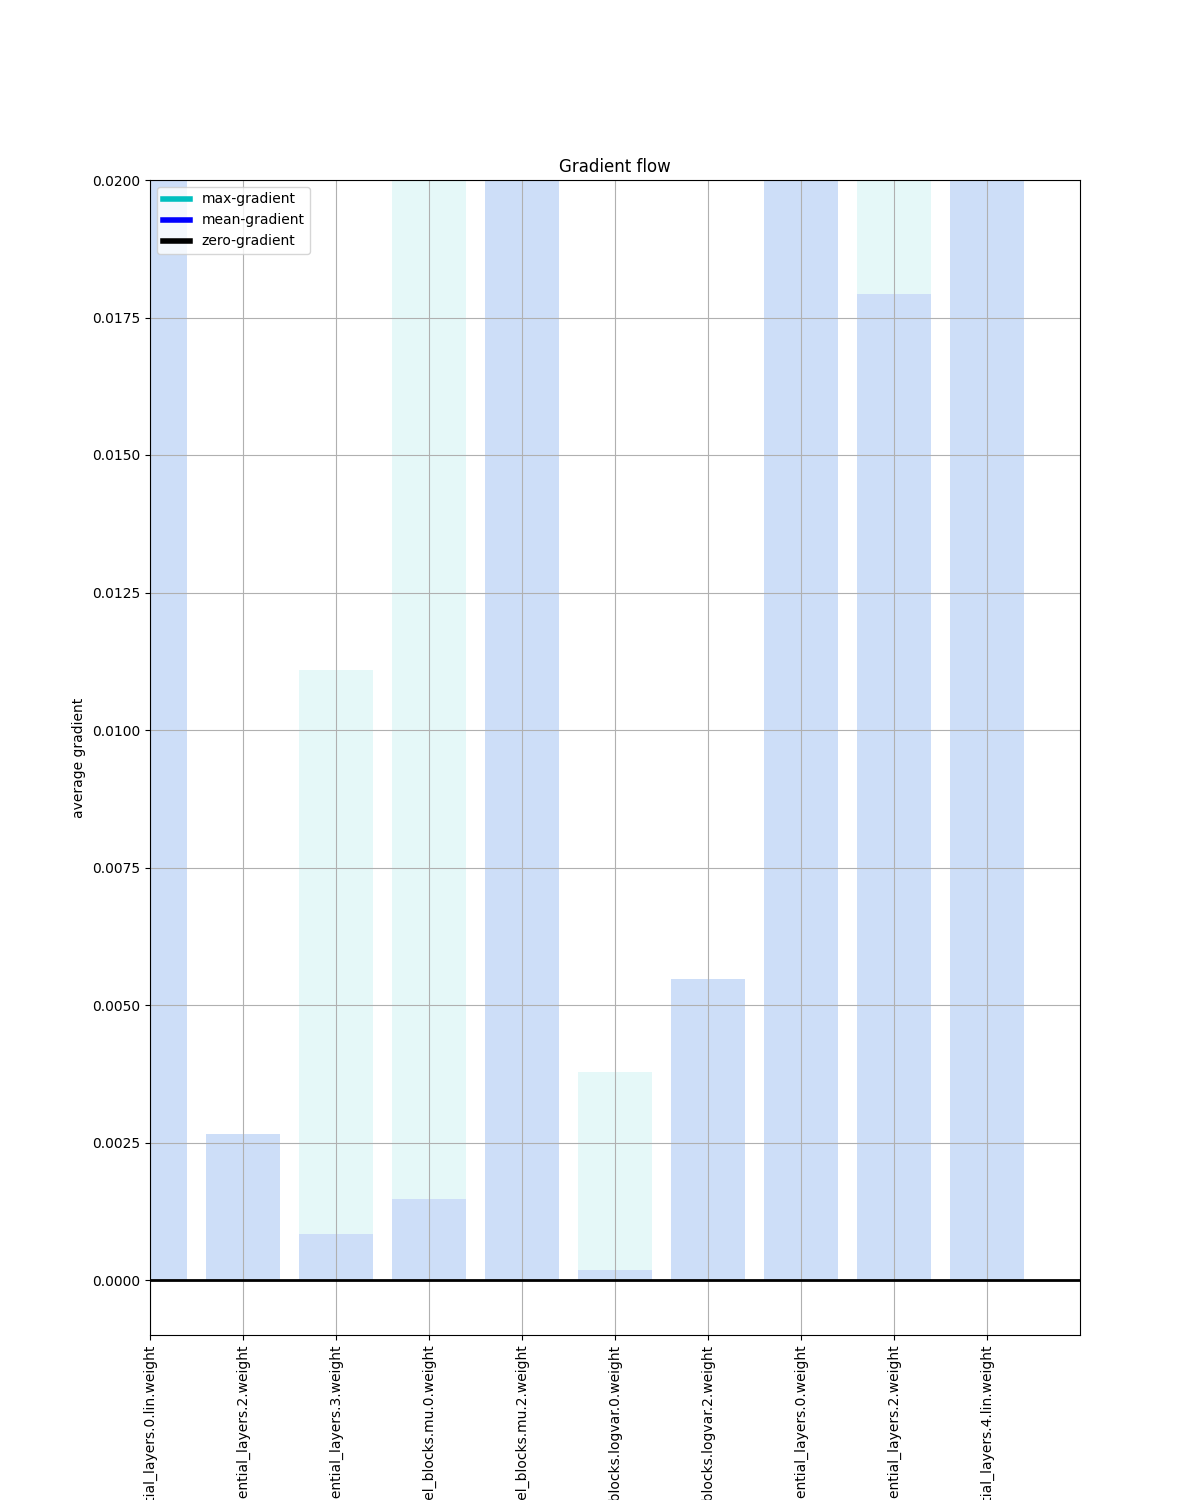 Gradient flow
max-gradient
mean-gradient
zero-gradient
0.0200
0.0175
0.0150
0.0125
0.0100
0.0075
0.0050
0.0025
0.0000
average gradient
tial_layers.0.lin.weight
ential_layers.2.weight
ential_layers.3.weight
el_blocks.mu.0.weight
el_blocks.mu.2.weight
blocks.logvar.0.weight
blocks.logvar.2.weight
ential_layers.0.weight
ential_layers.2.weight
tial_layers.4.lin.weight